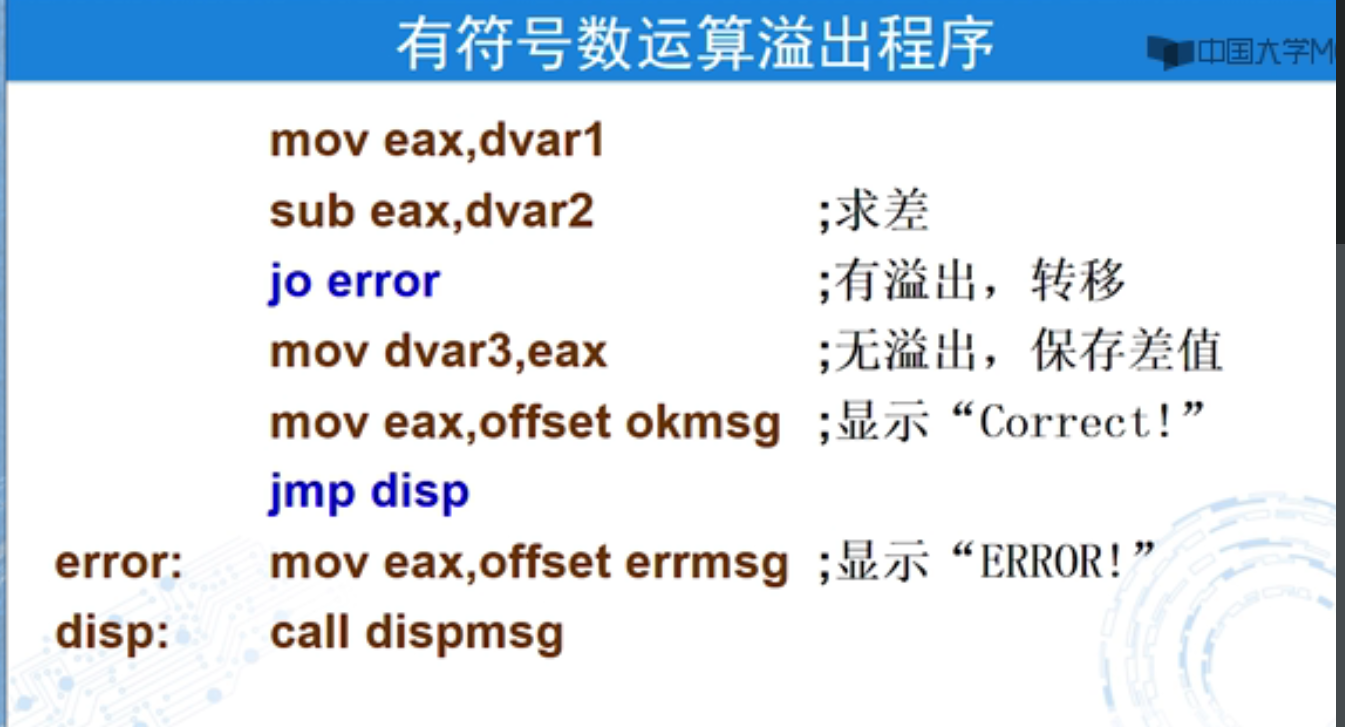 有符号数运算溢出程序
中国大学M
mov eax,dvar1
sub eax,dvar2 ;求差
jo error ;有溢出，转移
mov dvar3,eax ;无溢出，保存差值
mov eax,offset okmsg ;显示“Correct!”
jmp disp
error: mov eax,offset errmsg ;显示“ERROR!”
disp: call dispmsg